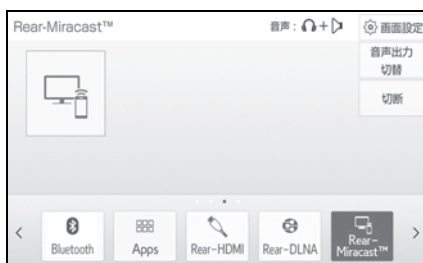 Rear-Miracast™
音声 : + 画面設定
音声出力
切替
切断
Bluetooth
Apps
Rear-HDMI
Rear-DLNA
Rear-
Miracast™